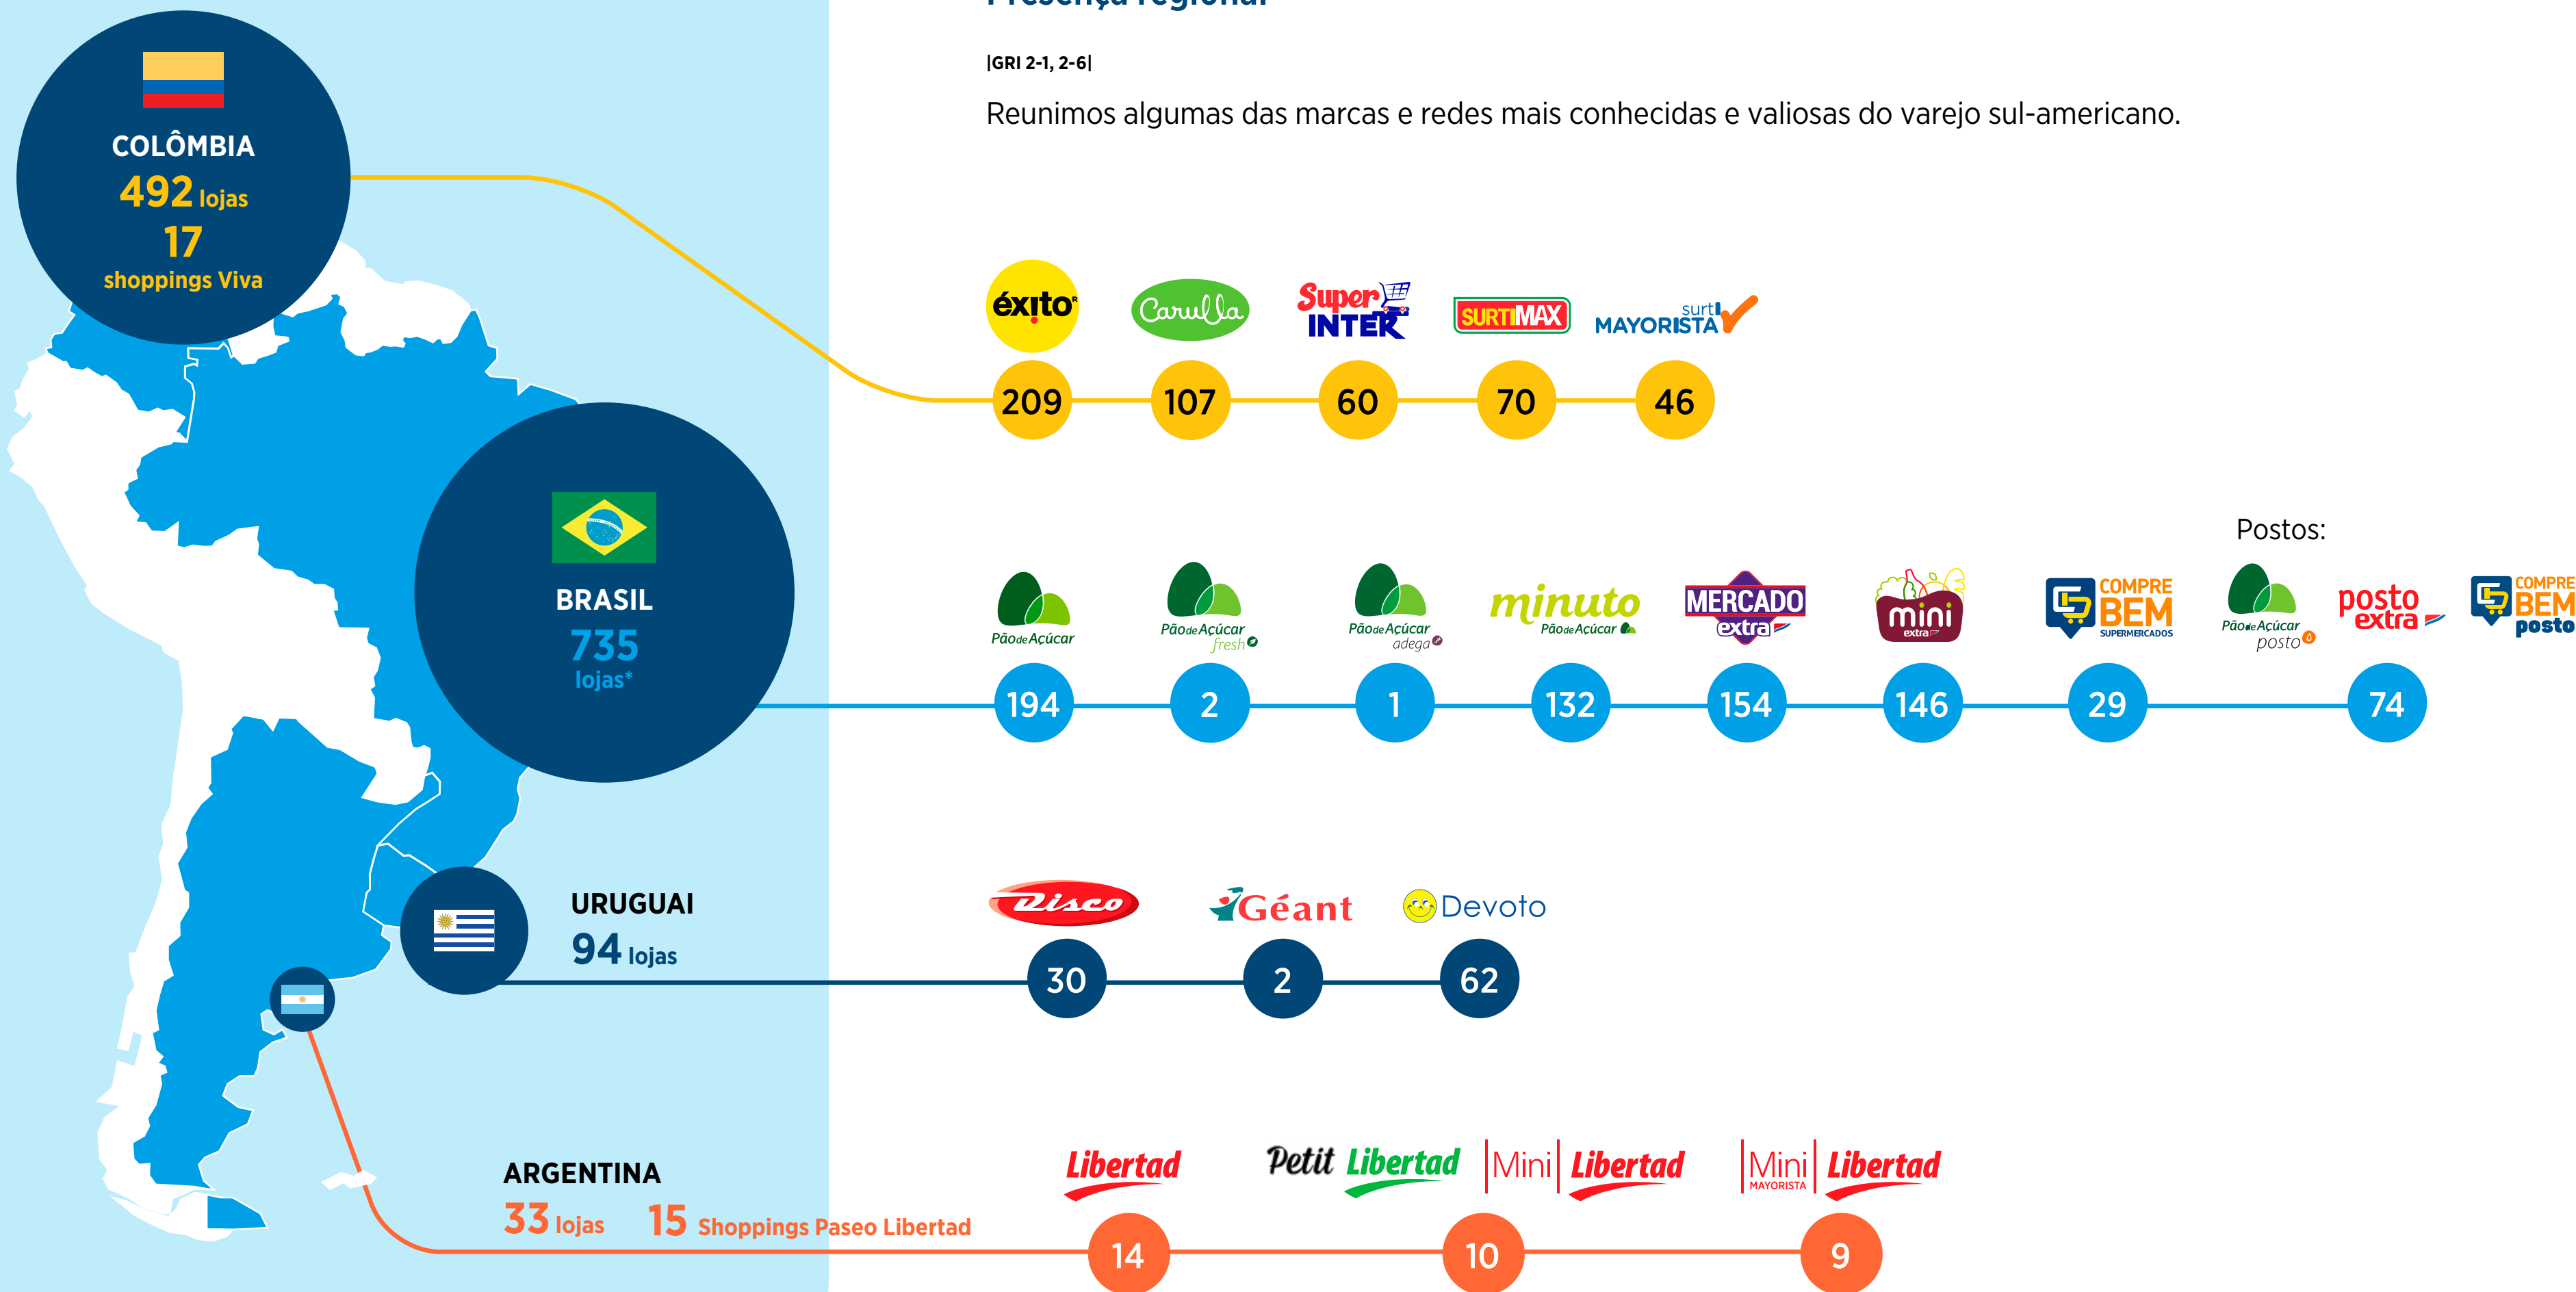 Presença regional
|GRI 2-1, 2-6|
Reunimos algumas das marcas e redes mais conhecidas e valiosas do varejo sul-americano.
COLÔMBIA
492 lojas
17
shoppings Viva
éxito
Carulla
Super INTER
SURTIMAX
surti MAYORISTA
209 107 60 70 46
BRASIL
735
lojas*
Postos:
Pão de Açúcar
Pão de Açúcar fresh
Pão de Açúcar adega
minuto Pão de Açúcar
MERCADO extra
mini extra
COMPRE BEM SUPERMERCADOS
Pão de Açúcar posto
posto extra
COMPRE BEM posto
194 2 1 132 154 146 29 74
URUGUAI
94 lojas
Disco
Géant
Devoto
30 2 62
ARGENTINA
33 lojas 15 Shoppings Paseo Libertad
Libertad
Petit Libertad
Mini Libertad
Mini MAYORISTA Libertad
14 10 9